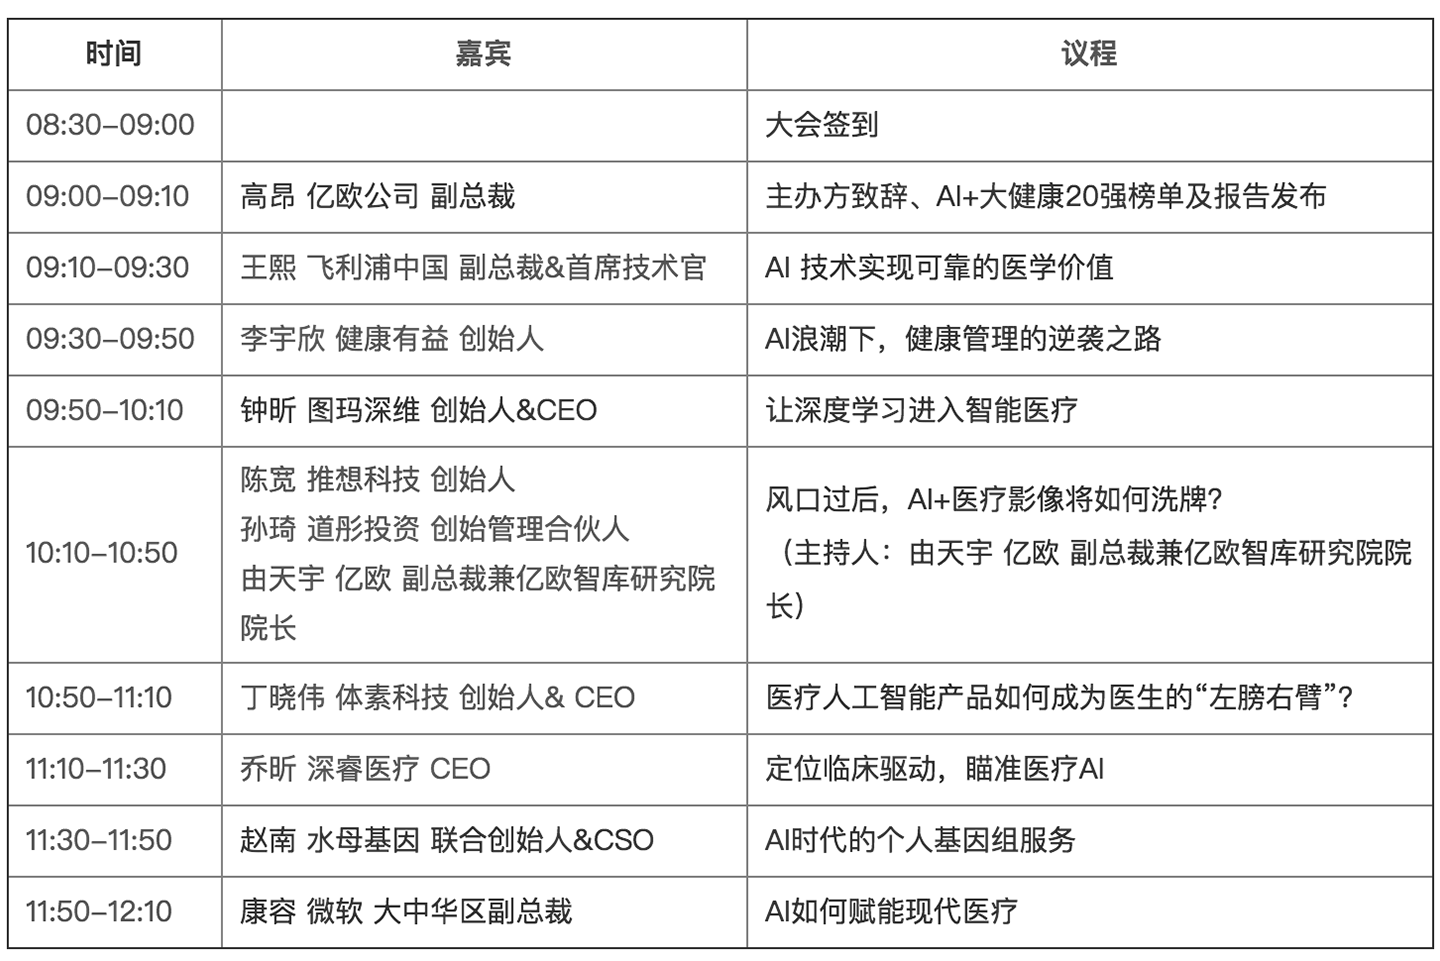 时间 嘉宾 议程
08:30–09:00 大会签到
09:00–09:10 高昂 亿欧公司 副总裁 主办方致辞、AI+大健康20强榜单及报告发布
09:10–09:30 王熙 飞利浦中国 副总裁&首席技术官 AI 技术实现可靠的医学价值
09:30–09:50 李宇欣 健康有益 创始人 AI浪潮下，健康管理的逆袭之路
09:50–10:10 钟昕 图玛深维 创始人&CEO 让深度学习进入智能医疗
10:10–10:50
陈宽 推想科技 创始人
孙琦 道彤投资 创始管理合伙人
由天宇 亿欧 副总裁兼亿欧智库研究院
院长
风口过后，AI+医疗影像将如何洗牌？
（主持人：由天宇 亿欧 副总裁兼亿欧智库研究院院
长）
10:50–11:10 丁晓伟 体素科技 创始人& CEO 医疗人工智能产品如何成为医生的“左膀右臂”？
11:10–11:30 乔昕 深睿医疗 CEO 定位临床驱动，瞄准医疗AI
11:30–11:50 赵南 水母基因 联合创始人&CSO AI时代的个人基因组服务
11:50–12:10 康容 微软 大中华区副总裁 AI如何赋能现代医疗